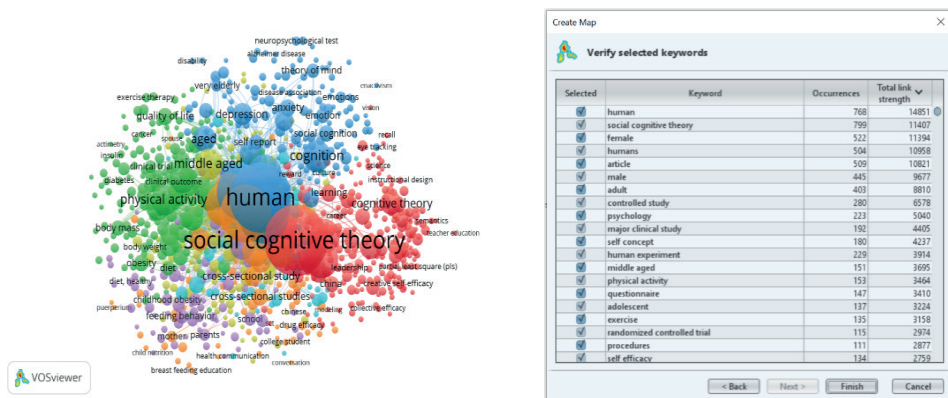 neuropsychological test
alzheimer disease
disability
theory of mind
very elderly
enactivism
disease association
emotions
exercise therapy
anxiety
vision
quality of life
depression
emotion
cancer
spouse
social cognition
recall
actimetry
aged
self report
eye tracking
insulin
cognition
science
clinical trial
middle aged
diabetes
clinical outcome
reward
culture
instructional design
physical activity
human
learning
cognitive theory
career
semantics
body mass
teacher education
social cognitive theory
body weight
obesity
diet
cross-sectional study
leadership
partial least square (pls)
diet, healthy
china
creative self-efficacy
childhood obesity
cross-sectional studies
puerperium
chinese
modeling
collective efficacy
feeding behavior
school
drug efficacy
mother
parents
college student
child nutrition
health communication
conversation
breast feeding education
VOSviewer
Create Map
Verify selected keywords
Selected Keyword Occurrences Total link strength
human 768 14851
social cognitive theory 799 11407
female 522 11394
humans 504 10958
article 509 10821
male 445 9677
adult 403 8810
controlled study 280 6578
psychology 223 5040
major clinical study 192 4405
self concept 180 4237
human experiment 229 3914
middle aged 151 3695
physical activity 153 3464
questionnaire 147 3410
adolescent 137 3224
exercise 135 3158
randomized controlled trial 115 2974
procedures 111 2877
self efficacy 134 2759
< Back Next > Finish Cancel